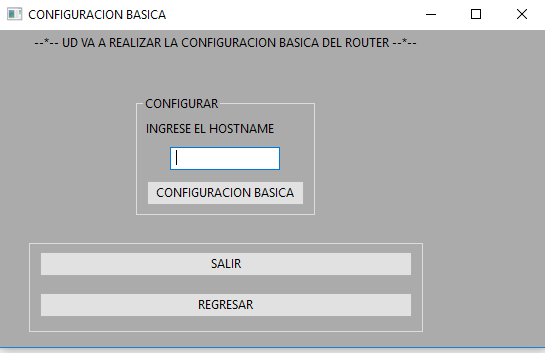 CONFIGURACION BASICA
--*-- UD VA A REALIZAR LA CONFIGURACION BASICA DEL ROUTER --*--
CONFIGURAR
INGRESE EL HOSTNAME
CONFIGURACION BASICA
SALIR
REGRESAR